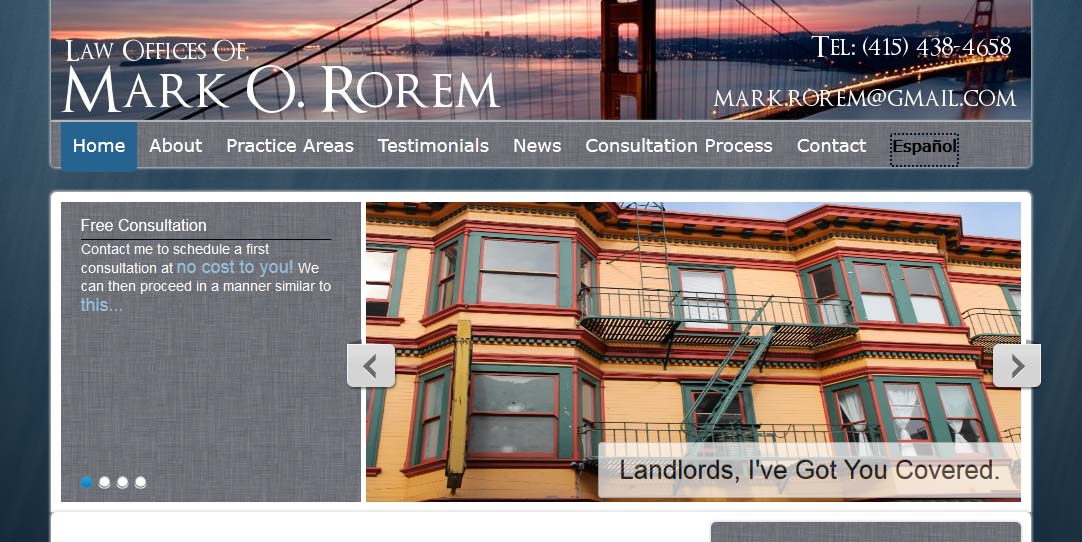 Law Offices Of,
Mark O. Rorem
Tel: (415) 438-4658
mark.rorem@gmail.com
Home About Practice Areas Testimonials News Consultation Process Contact Español
Free Consultation
Contact me to schedule a first
consultation at no cost to you! We
can then proceed in a manner similar to
this...
Landlords, I've Got You Covered.